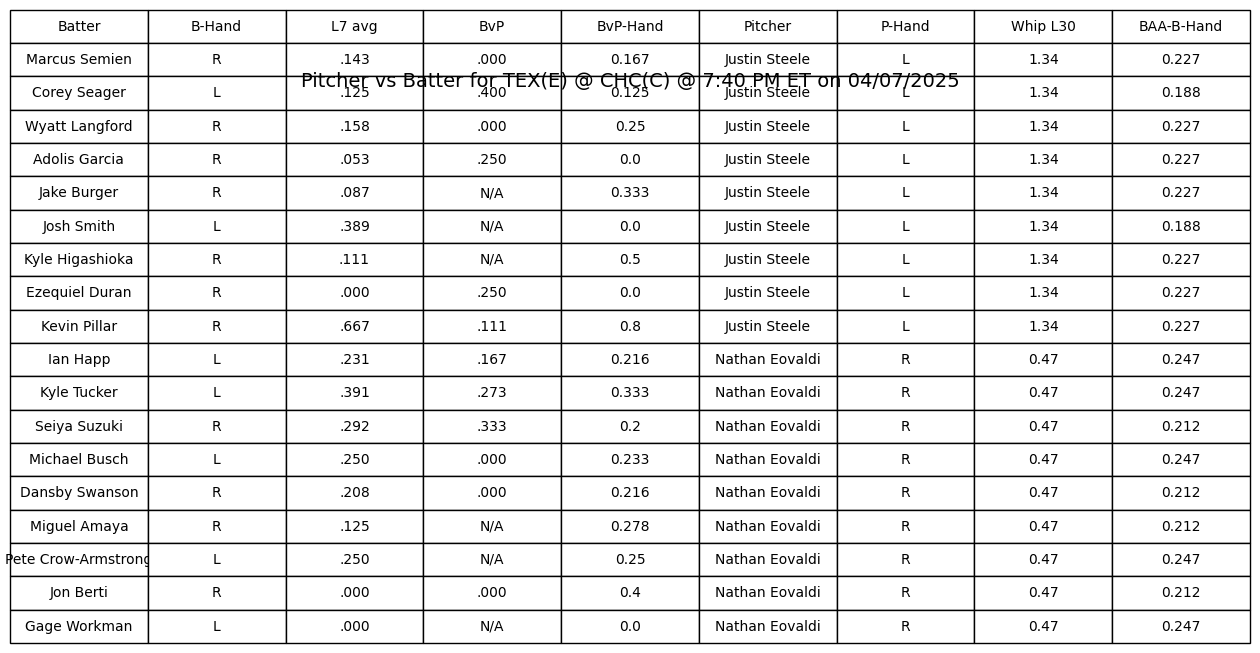 Batter B-Hand L7 avg BvP BvP-Hand Pitcher P-Hand Whip L30 BAA-B-Hand
Marcus Semien R .143 .000 0.167 Justin Steele L 1.34 0.227
Pitcher vs Batter for TEX(E) @ CHC(C) @ 7:40 PM ET on 04/07/2025
Corey Seager L .125 .400 0.125 Justin Steele L 1.34 0.188
Wyatt Langford R .158 .000 0.25 Justin Steele L 1.34 0.227
Adolis Garcia R .053 .250 0.0 Justin Steele L 1.34 0.227
Jake Burger R .087 N/A 0.333 Justin Steele L 1.34 0.227
Josh Smith L .389 N/A 0.0 Justin Steele L 1.34 0.188
Kyle Higashioka R .111 N/A 0.5 Justin Steele L 1.34 0.227
Ezequiel Duran R .000 .250 0.0 Justin Steele L 1.34 0.227
Kevin Pillar R .667 .111 0.8 Justin Steele L 1.34 0.227
Ian Happ L .231 .167 0.216 Nathan Eovaldi R 0.47 0.247
Kyle Tucker L .391 .273 0.333 Nathan Eovaldi R 0.47 0.247
Seiya Suzuki R .292 .333 0.2 Nathan Eovaldi R 0.47 0.212
Michael Busch L .250 .000 0.233 Nathan Eovaldi R 0.47 0.247
Dansby Swanson R .208 .000 0.216 Nathan Eovaldi R 0.47 0.212
Miguel Amaya R .125 N/A 0.278 Nathan Eovaldi R 0.47 0.212
Pete Crow-Armstrong L .250 N/A 0.25 Nathan Eovaldi R 0.47 0.247
Jon Berti R .000 .000 0.4 Nathan Eovaldi R 0.47 0.212
Gage Workman L .000 N/A 0.0 Nathan Eovaldi R 0.47 0.247